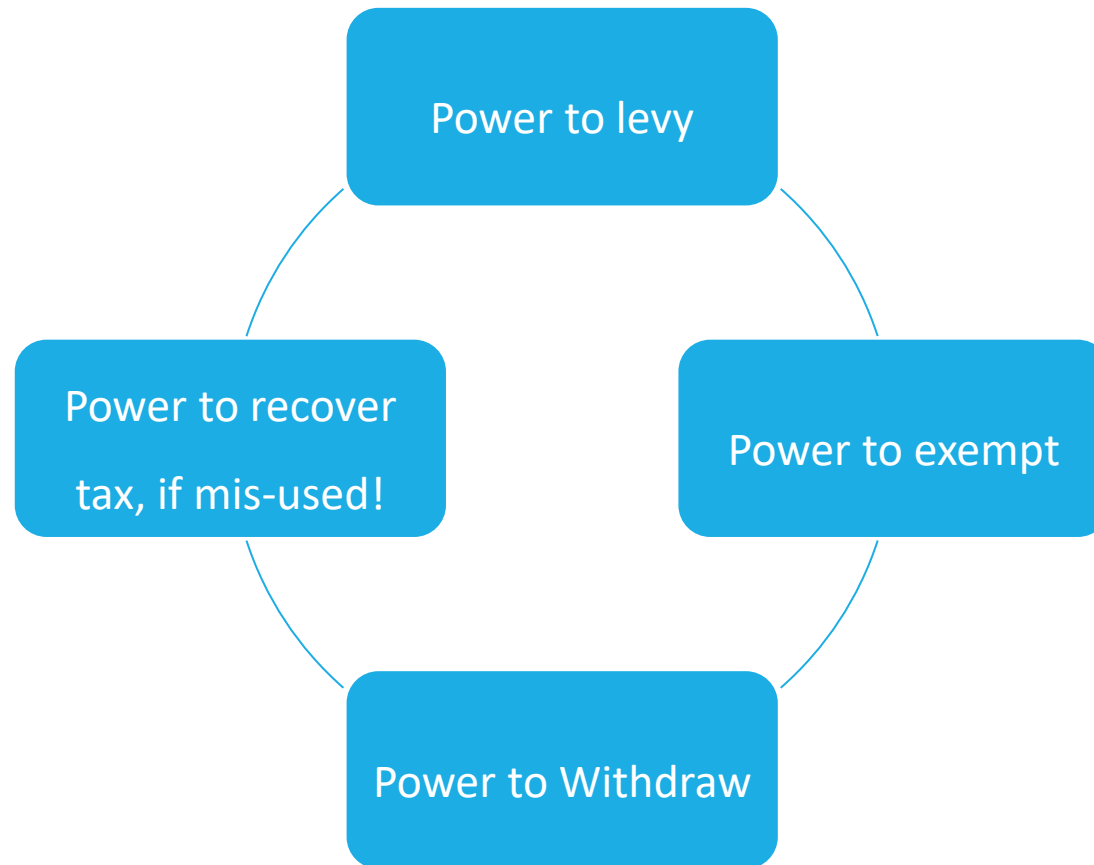 Power to levy
Power to exempt
Power to Withdraw
Power to recover
tax, if mis-used!